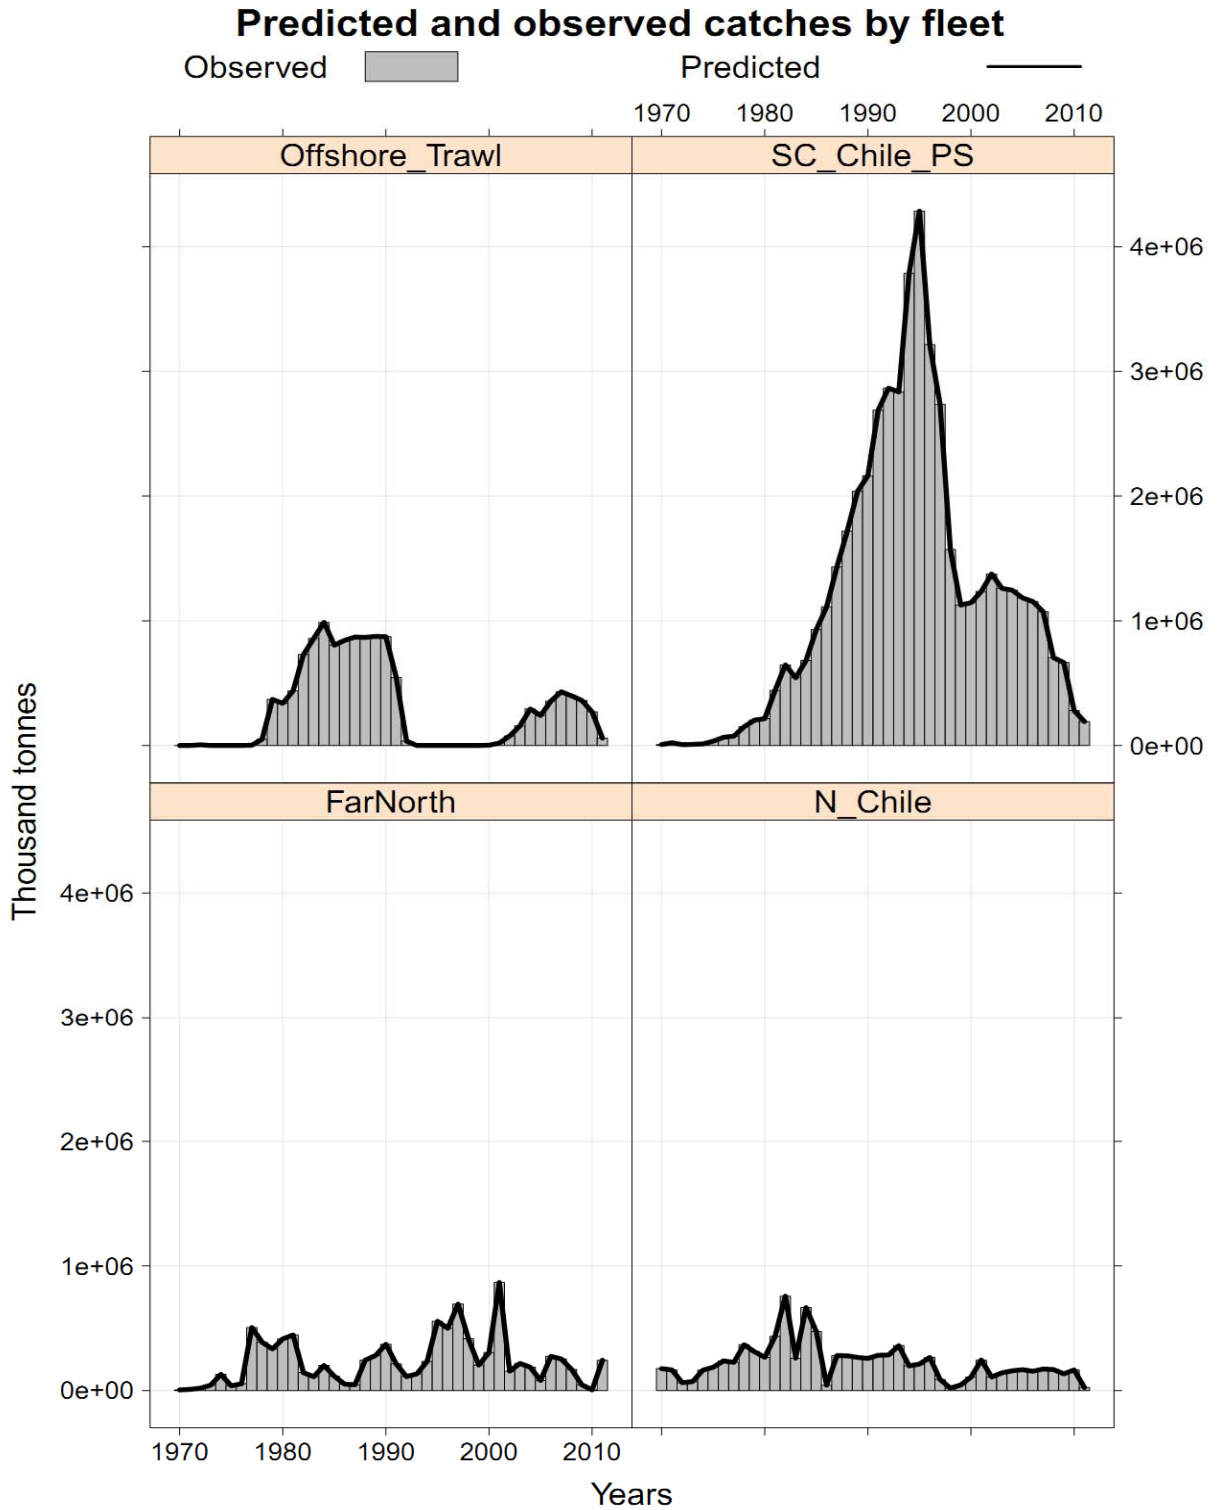 Predicted and observed catches by fleet
Observed Predicted
1970 1980 1990 2000 2010
Offshore_Trawl SC_Chile_PS
4e+06
3e+06
2e+06
1e+06
0e+00
FarNorth N_Chile
4e+06
3e+06
2e+06
1e+06
0e+00
1970 1980 1990 2000 2010
Thousand tonnes
Years